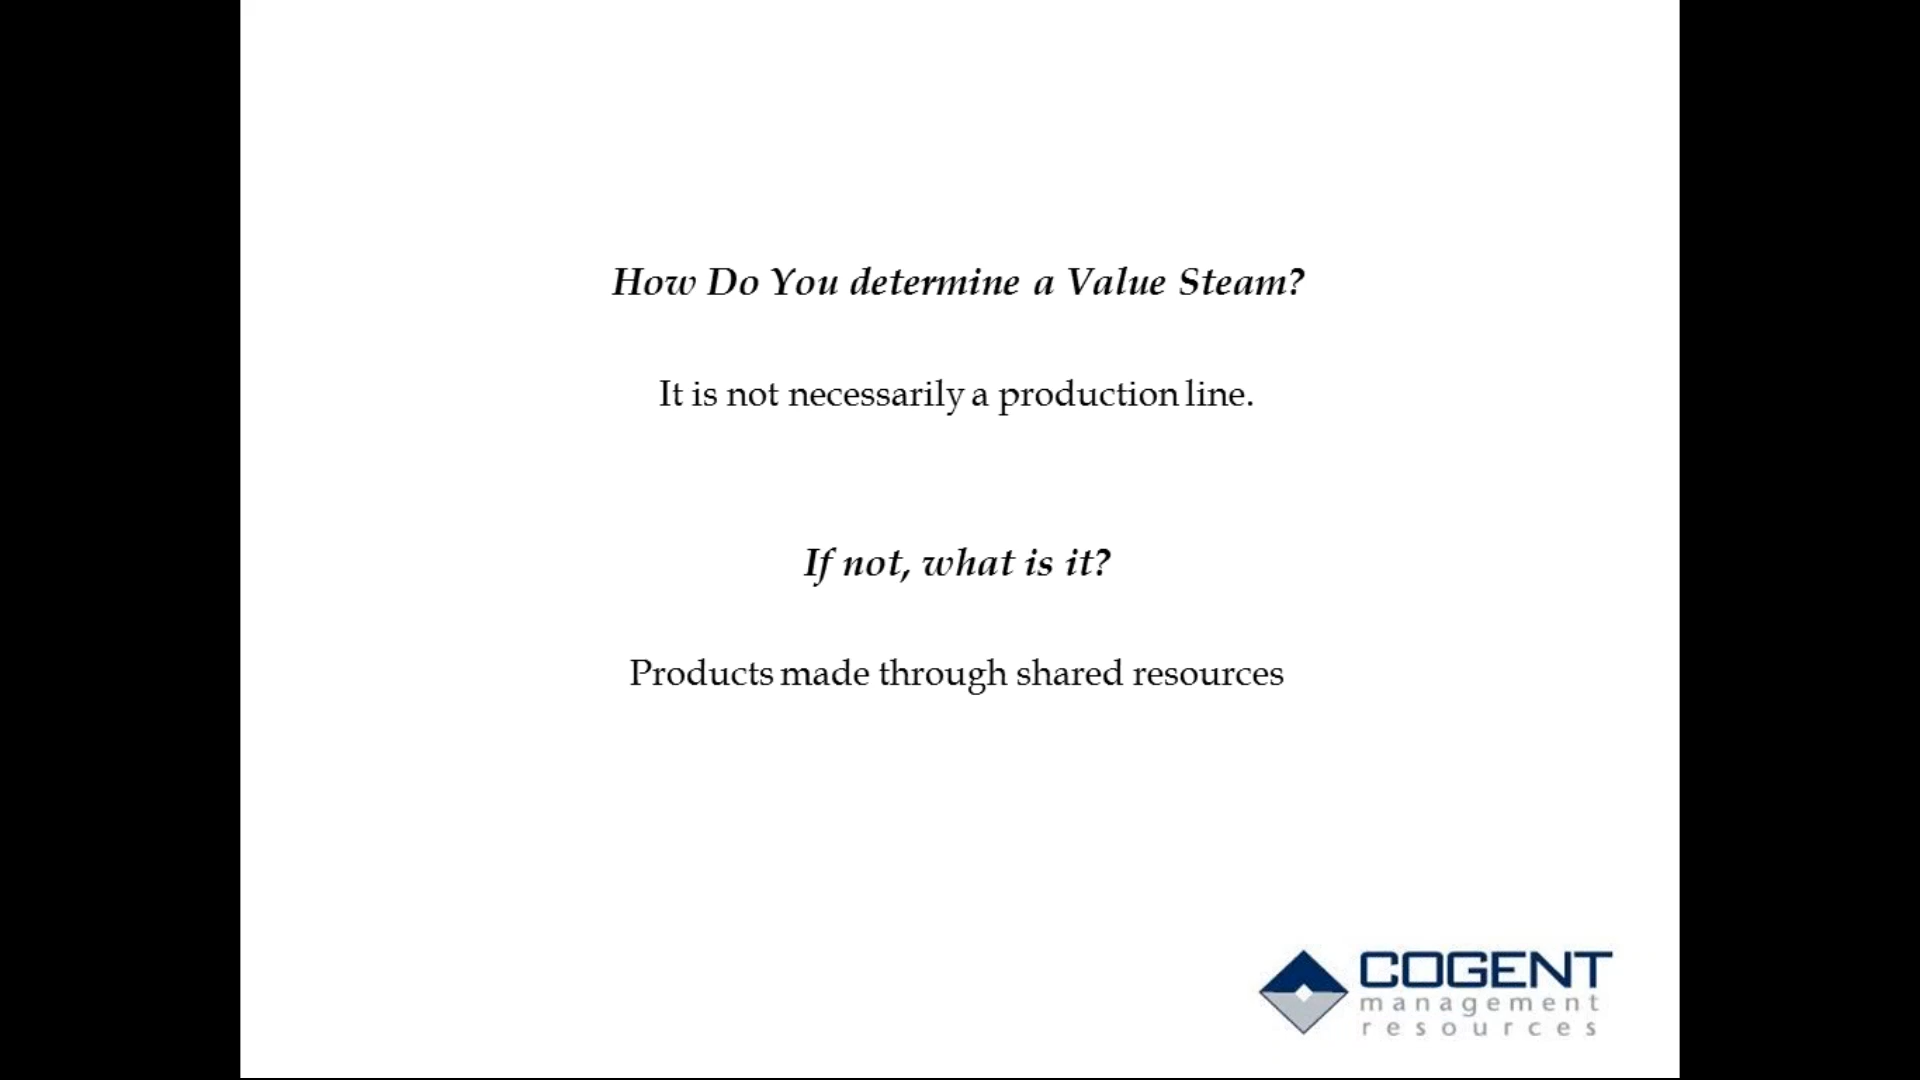 How Do You determine a Value Steam?
It is not necessarily a production line.
If not, what is it?
Products made through shared resources
COGENT
management
resources